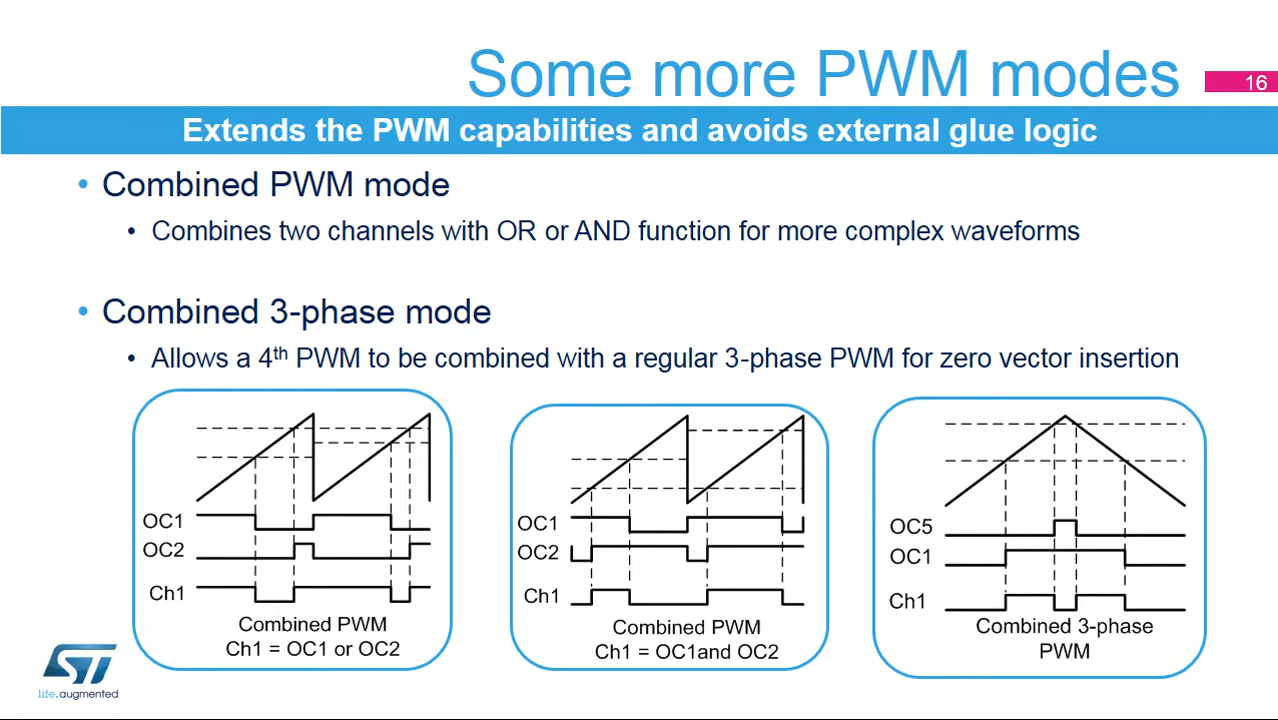 Some more PWM modes
16
Extends the PWM capabilities and avoids external glue logic
• Combined PWM mode
• Combines two channels with OR or AND function for more complex waveforms
• Combined 3-phase mode
• Allows a 4th PWM to be combined with a regular 3-phase PWM for zero vector insertion
OC1
OC2
Ch1
Combined PWM
Ch1 = OC1 or OC2
OC1
OC2
Ch1
Combined PWM
Ch1 = OC1and OC2
OC5
OC1
Ch1
Combined 3-phase
PWM
ST
life.augmented